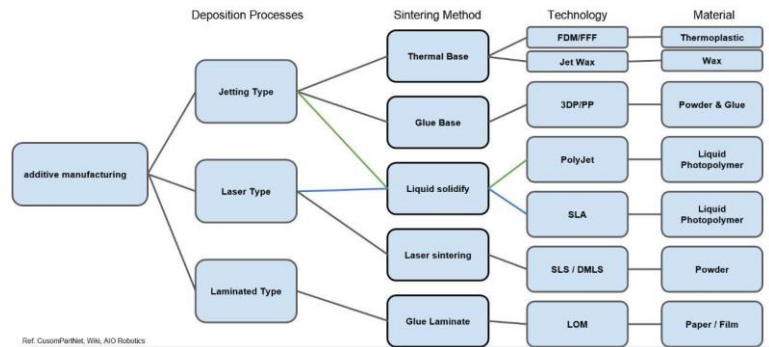 Deposition Processes
Sintering Method
Technology
Material
additive manufacturing
Jetting Type
Laser Type
Laminated Type
Thermal Base
Glue Base
Liquid solidify
Laser sintering
Glue Laminate
FDM/FFF
Jet Wax
3DP/PP
PolyJet
SLA
SLS / DMLS
LOM
Thermoplastic
Wax
Powder & Glue
Liquid
Photopolymer
Liquid
Photopolymer
Powder
Paper / Film
Ref. CusomPartNet, Wiki, AIO Robotics